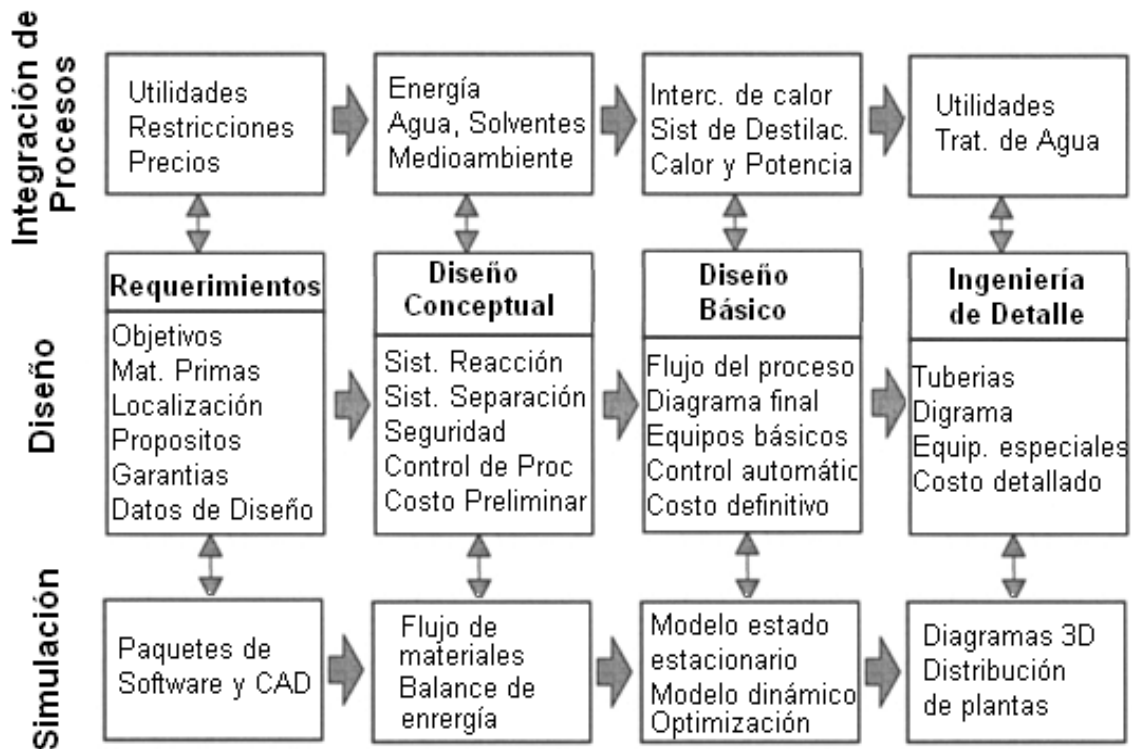 Integración de
Procesos
Utilidades
Restricciones
Precios
Energía
Agua, Solventes
Medioambiente
Interc. de calor
Sist de Destilac.
Calor y Potencia
Utilidades
Trat. de Agua
Diseño
Requerimientos
Objetivos
Mat. Primas
Localización
Propositos
Garantias
Datos de Diseño
Diseño
Conceptual
Sist. Reacción
Sist. Separación
Seguridad
Control de Proc
Costo Preliminar
Diseño
Básico
Flujo del proceso
Diagrama final
Equipos básicos
Control automátic
Costo definitivo
Ingeniería
de Detalle
Tuberias
Digrama
Equip. especiales
Costo detallado
Simulación
Paquetes de
Software y CAD
Flujo de
materiales
Balance de
enrergía
Modelo estado
estacionario
Modelo dinámico
Optimización
Diagramas 3D
Distribución
de plantas